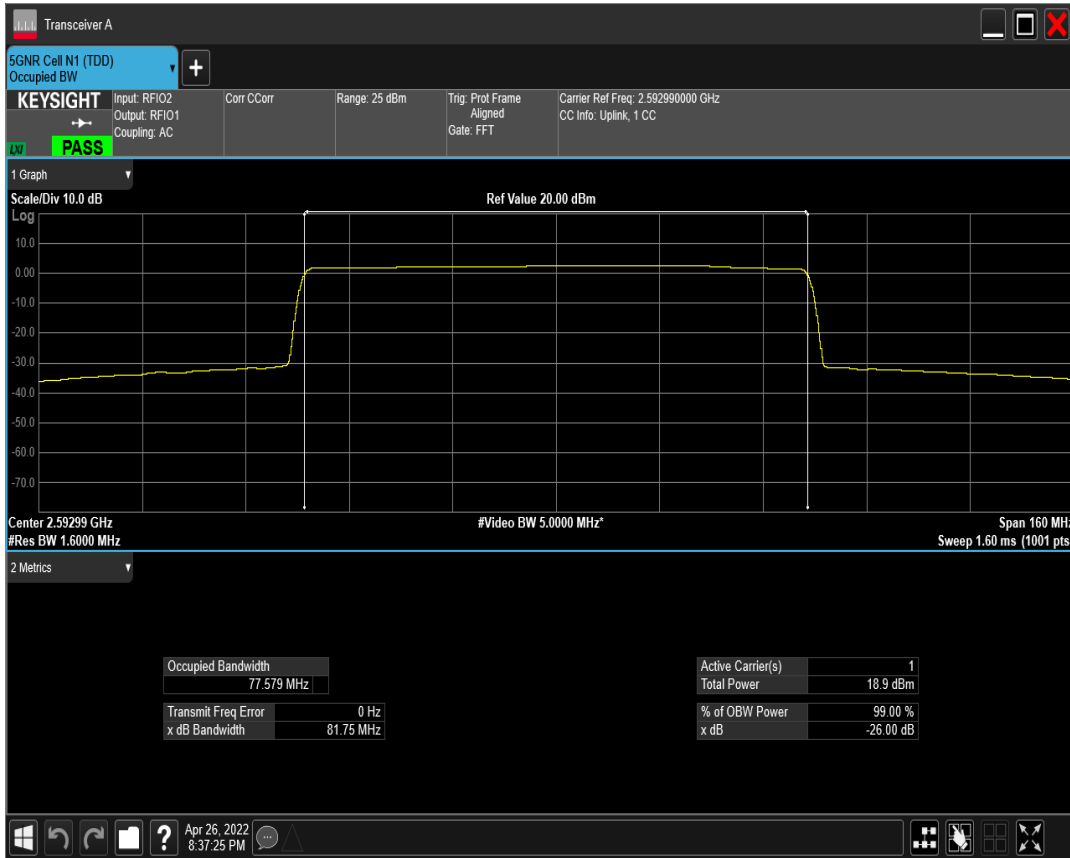 Transceiver A
5GNR Cell N1 (TDD)
Occupied BW
+
KEYSIGHT
LXI
PASS
Input: RFIO2
Output: RFIO1
Coupling: AC
Corr CCorr
Range: 25 dBm
Trig: Prot Frame
Aligned
Gate: FFT
Carrier Ref Freq: 2.592990000 GHz
CC Info: Uplink, 1 CC
1 Graph
Scale/Div 10.0 dB
Ref Value 20.00 dBm
Log
10.0
0.00
-10.0
-20.0
-30.0
-40.0
-50.0
-60.0
-70.0
Center 2.59299 GHz
#Video BW 5.0000 MHz*
Span 160 MHz
#Res BW 1.6000 MHz
Sweep 1.60 ms (1001 pts
2 Metrics
Occupied Bandwidth
77.579 MHz
Transmit Freq Error 0 Hz
x dB Bandwidth 81.75 MHz
Active Carrier(s) 1
Total Power 18.9 dBm
% of OBW Power 99.00 %
x dB -26.00 dB
?
Apr 26, 2022
8:37:25 PM